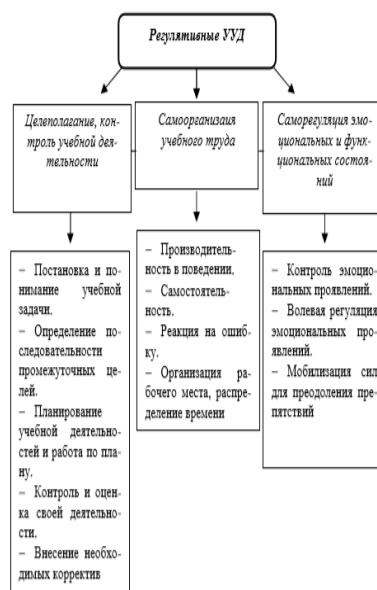 Регулятивные УУД
Целеполагание, кон-
троль учебной дея-
тельности
Самоорганизаия
учебного труда
Саморегуляция эмо-
циональных и функ-
циональных состоя-
ний
– Постановка и по-
нимание учебной
задачи.
– Определение по-
следовательности
промежуточных це-
лей.
– Планирование
учебной деятельно-
стей и работа по пла-
ну.
– Контроль и оцен-
ка своей деятельно-
сти.
– Внесение необхо-
димых корректив
– Производитель-
ность в поведении.
– Самостоятель-
ность.
– Реакция на ошиб-
ку.
– Организация ра-
бочего места, распре-
деление времени
– Контроль эмоцио-
нальных проявлений.
– Волевая регуляция
эмоциональных про-
явлений.
– Мобилизация сил
для преодоления пре-
пятствий